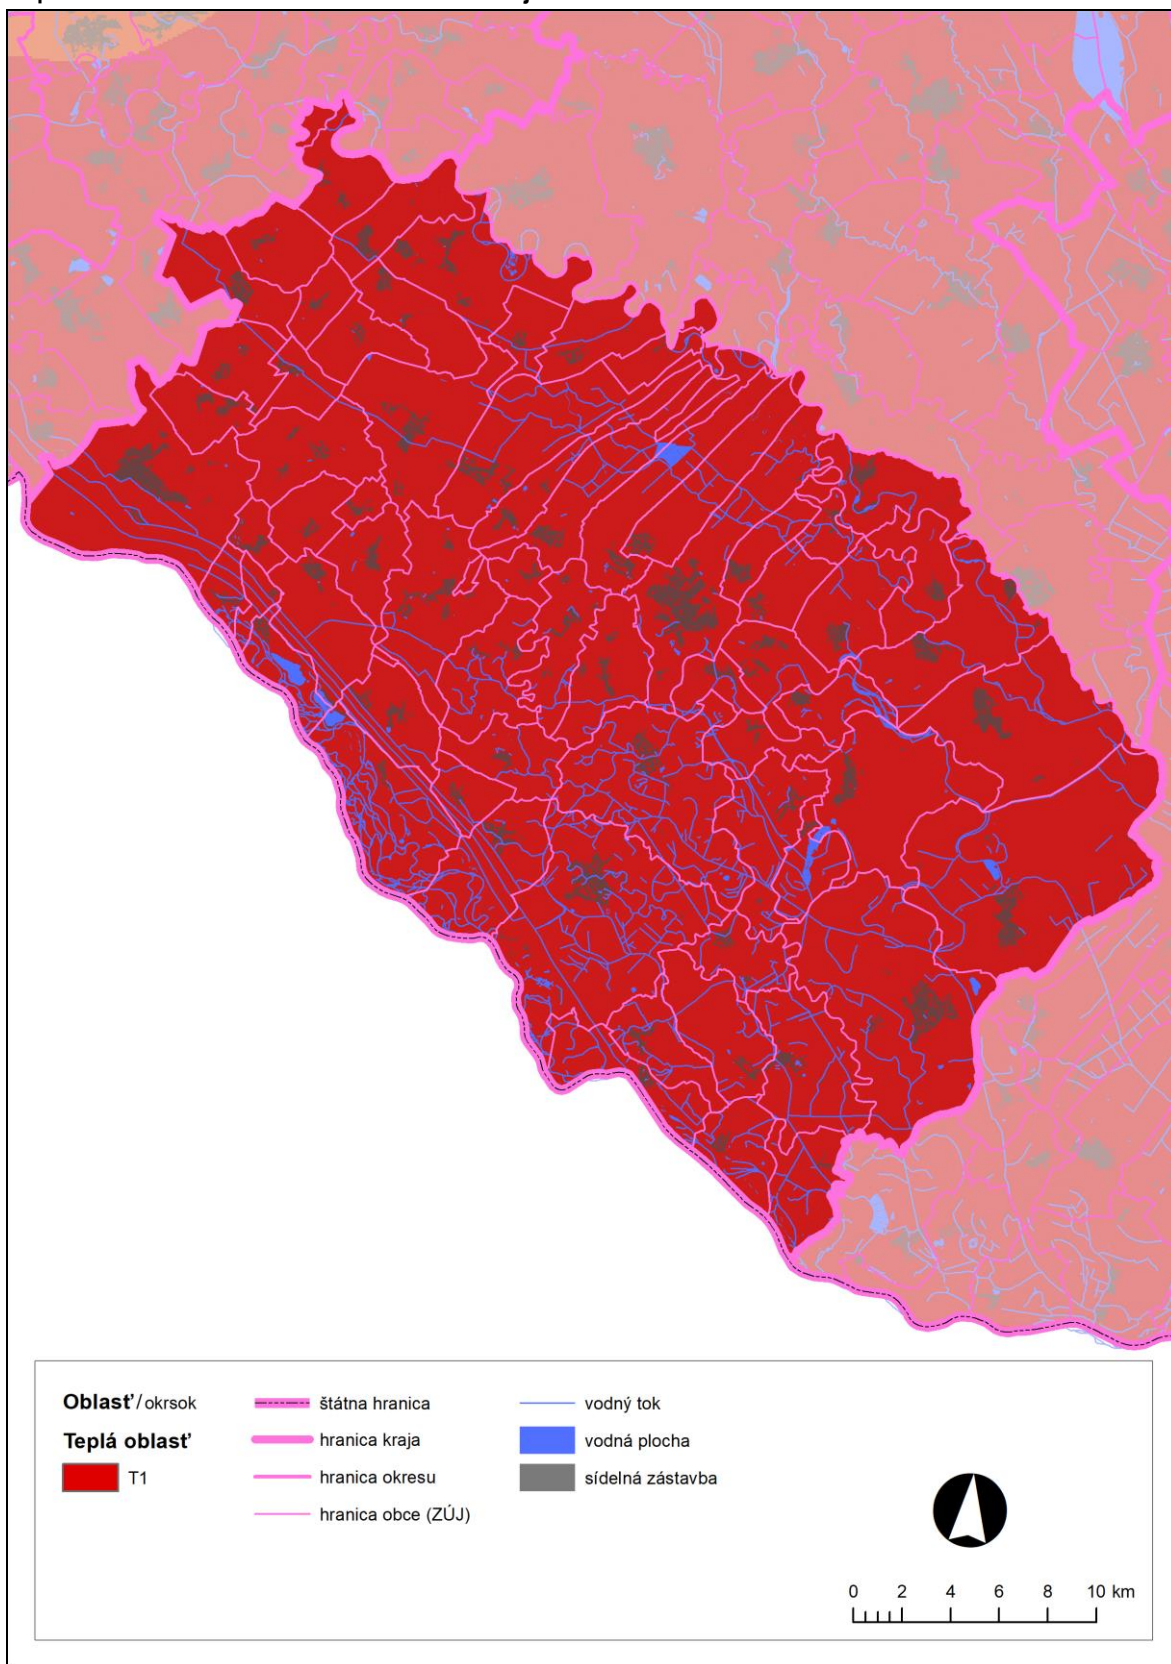 Oblasť/okrsok
Teplá oblasť
T1
štátna hranica
hranica kraja
hranica okresu
hranica obce (ZÚJ)
vodný tok
vodná plocha
sídelná zástavba
0 2 4 6 8 10 km